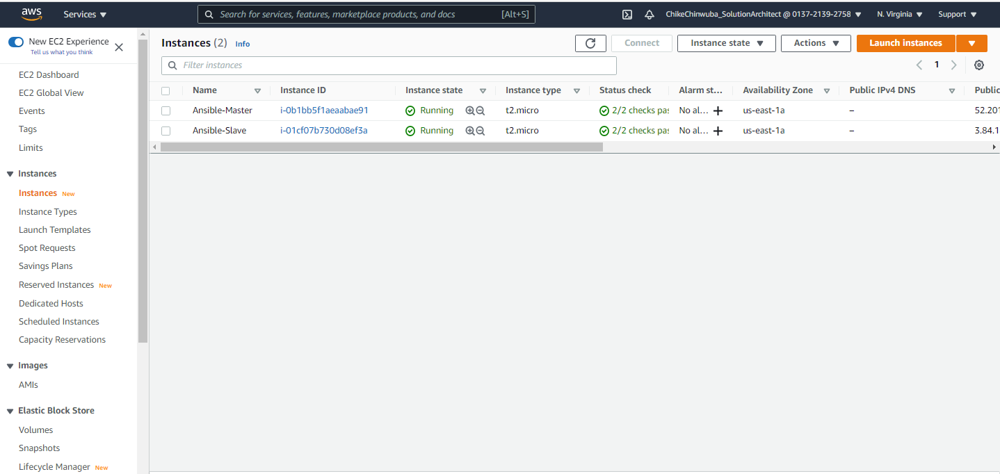 aws Services Search for services, features, marketplace products, and docs [Alt+S] ChikeChinwuba_SolutionArchitect @ 0137-2139-2758 N. Virginia Support
New EC2 Experience
Tell us what you think
EC2 Dashboard
EC2 Global View
Events
Tags
Limits
Instances
Instances New
Instance Types
Launch Templates
Spot Requests
Savings Plans
Reserved Instances New
Dedicated Hosts
Scheduled Instances
Capacity Reservations
Images
AMIs
Elastic Block Store
Volumes
Snapshots
Lifecycle Manager New
Instances (2) Info Connect Instance state Actions Launch instances
Filter instances 1
Name Instance ID Instance state Instance type Status check Alarm st... Availability Zone Public IPv4 DNS Public
Ansible-Master i-0b1bb5f1aeaabae91 Running t2.micro 2/2 checks pas No al... us-east-1a – 52.201
Ansible-Slave i-01cf07b730d08ef3a Running t2.micro 2/2 checks pas No al... us-east-1a – 3.84.1